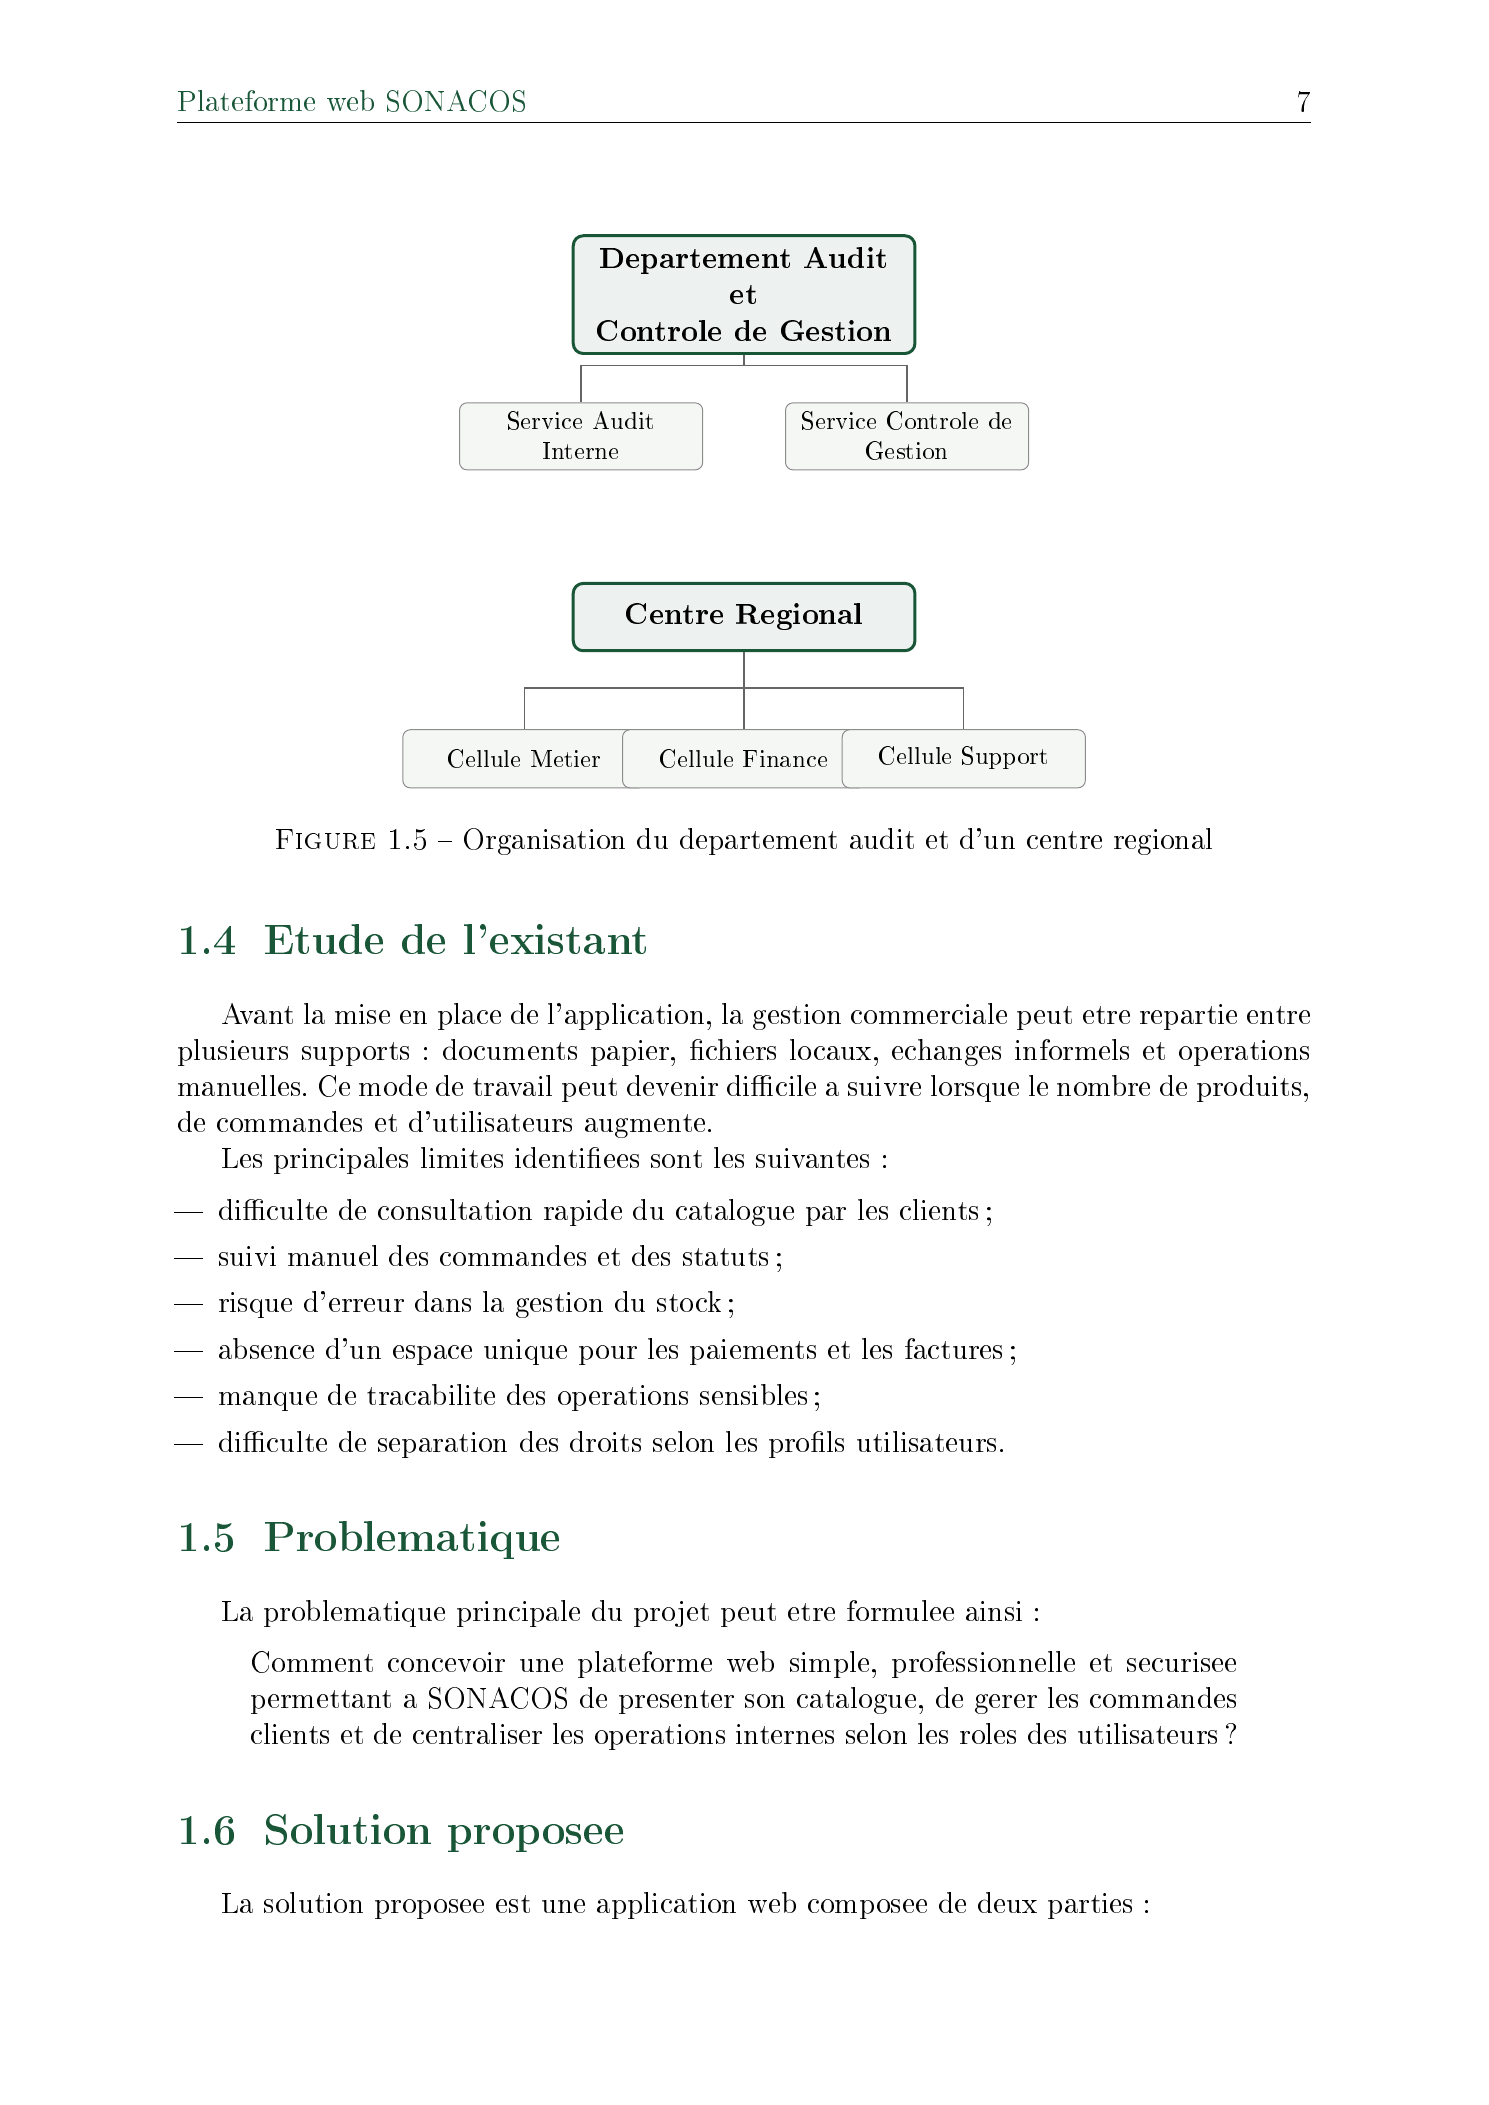 Plateforme web SONACOS 7
Departement Audit
et
Controle de Gestion
Service Audit
Interne
Service Controle de
Gestion
Centre Regional
Cellule Metier
Cellule Finance
Cellule Support
FIGURE 1.5 – Organisation du departement audit et d'un centre regional
1.4 Etude de l'existant
Avant la mise en place de l'application, la gestion commerciale peut etre repartie entre
plusieurs supports : documents papier, fichiers locaux, echanges informels et operations
manuelles. Ce mode de travail peut devenir difficile a suivre lorsque le nombre de produits,
de commandes et d'utilisateurs augmente.
Les principales limites identifiees sont les suivantes :
— difficulte de consultation rapide du catalogue par les clients ;
— suivi manuel des commandes et des statuts ;
— risque d'erreur dans la gestion du stock ;
— absence d'un espace unique pour les paiements et les factures ;
— manque de tracabilite des operations sensibles ;
— difficulte de separation des droits selon les profils utilisateurs.
1.5 Problematique
La problematique principale du projet peut etre formulee ainsi :
Comment concevoir une plateforme web simple, professionnelle et securisee
permettant a SONACOS de presenter son catalogue, de gerer les commandes
clients et de centraliser les operations internes selon les roles des utilisateurs ?
1.6 Solution proposee
La solution proposee est une application web composee de deux parties :